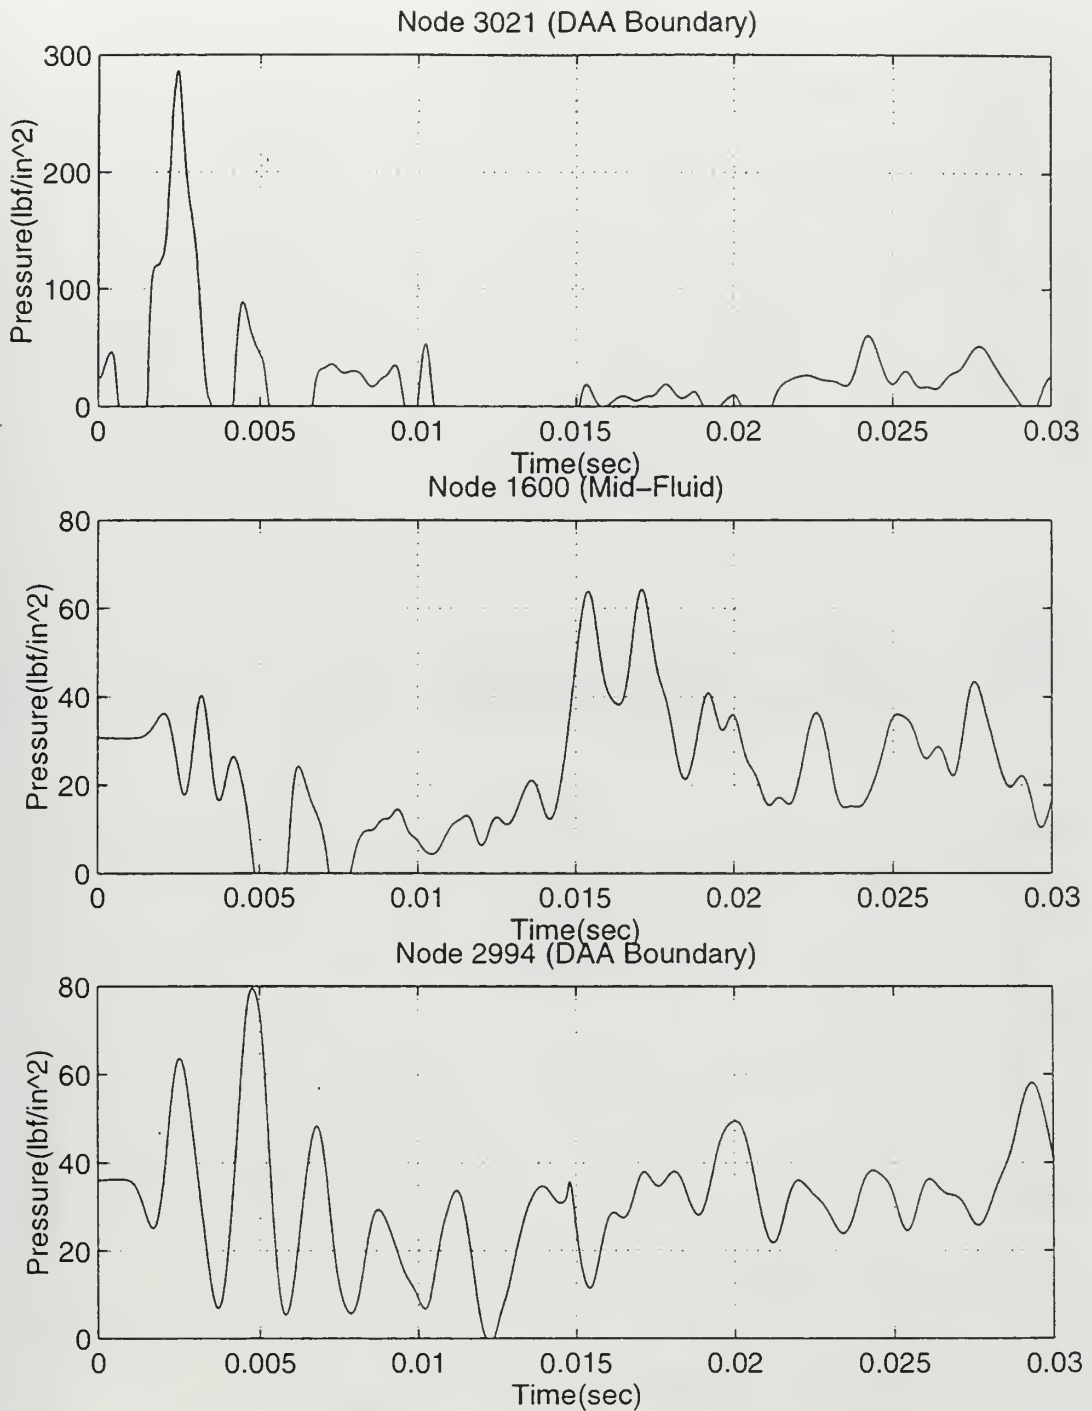 Node 3021 (DAA Boundary)
300
200
100
0
Pressure(lbf/in^2)
0 0.005 0.01 0.015 0.02 0.025 0.03
Time(sec)
Node 1600 (Mid-Fluid)
80
60
40
20
0
Pressure(lbf/in^2)
0 0.005 0.01 0.015 0.02 0.025 0.03
Time(sec)
Node 2994 (DAA Boundary)
80
60
40
20
0
Pressure(lbf/in^2)
0 0.005 0.01 0.015 0.02 0.025 0.03
Time(sec)